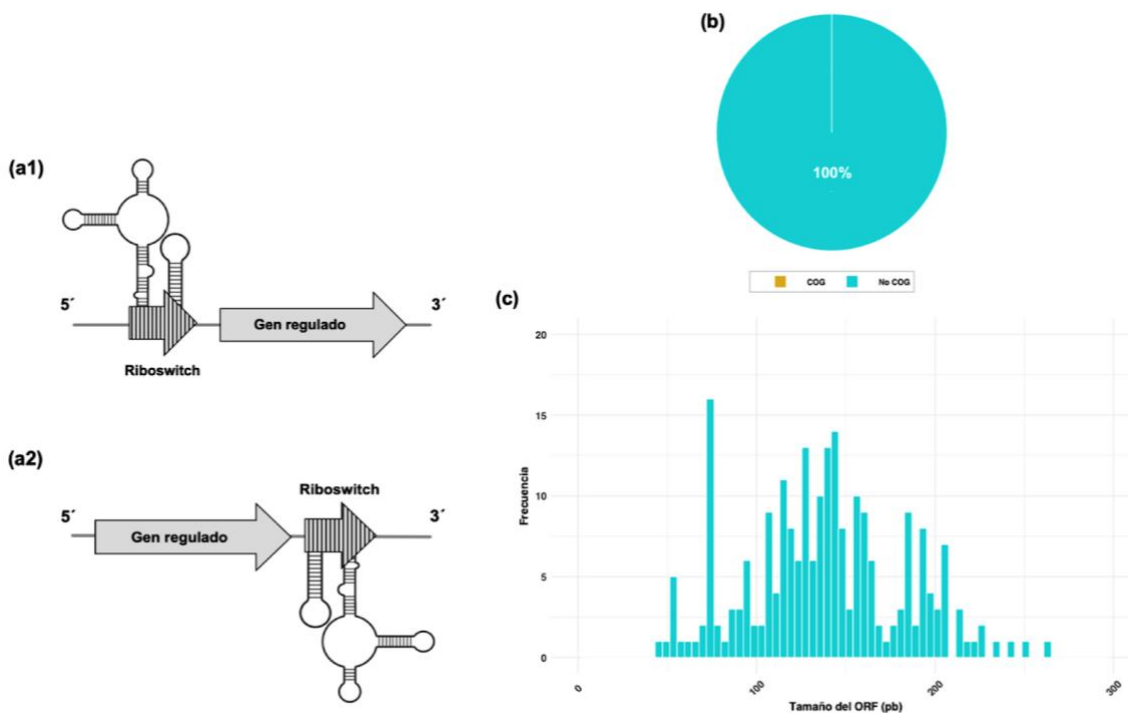 (a1)
5´
3´
Gen regulado
Riboswitch
(a2)
Riboswitch
5´
3´
Gen regulado
(b)
100%
COG
No COG
(c)
20
15
10
5
0
Frecuencia
0
100
200
300
Tamaño del ORF (pb)